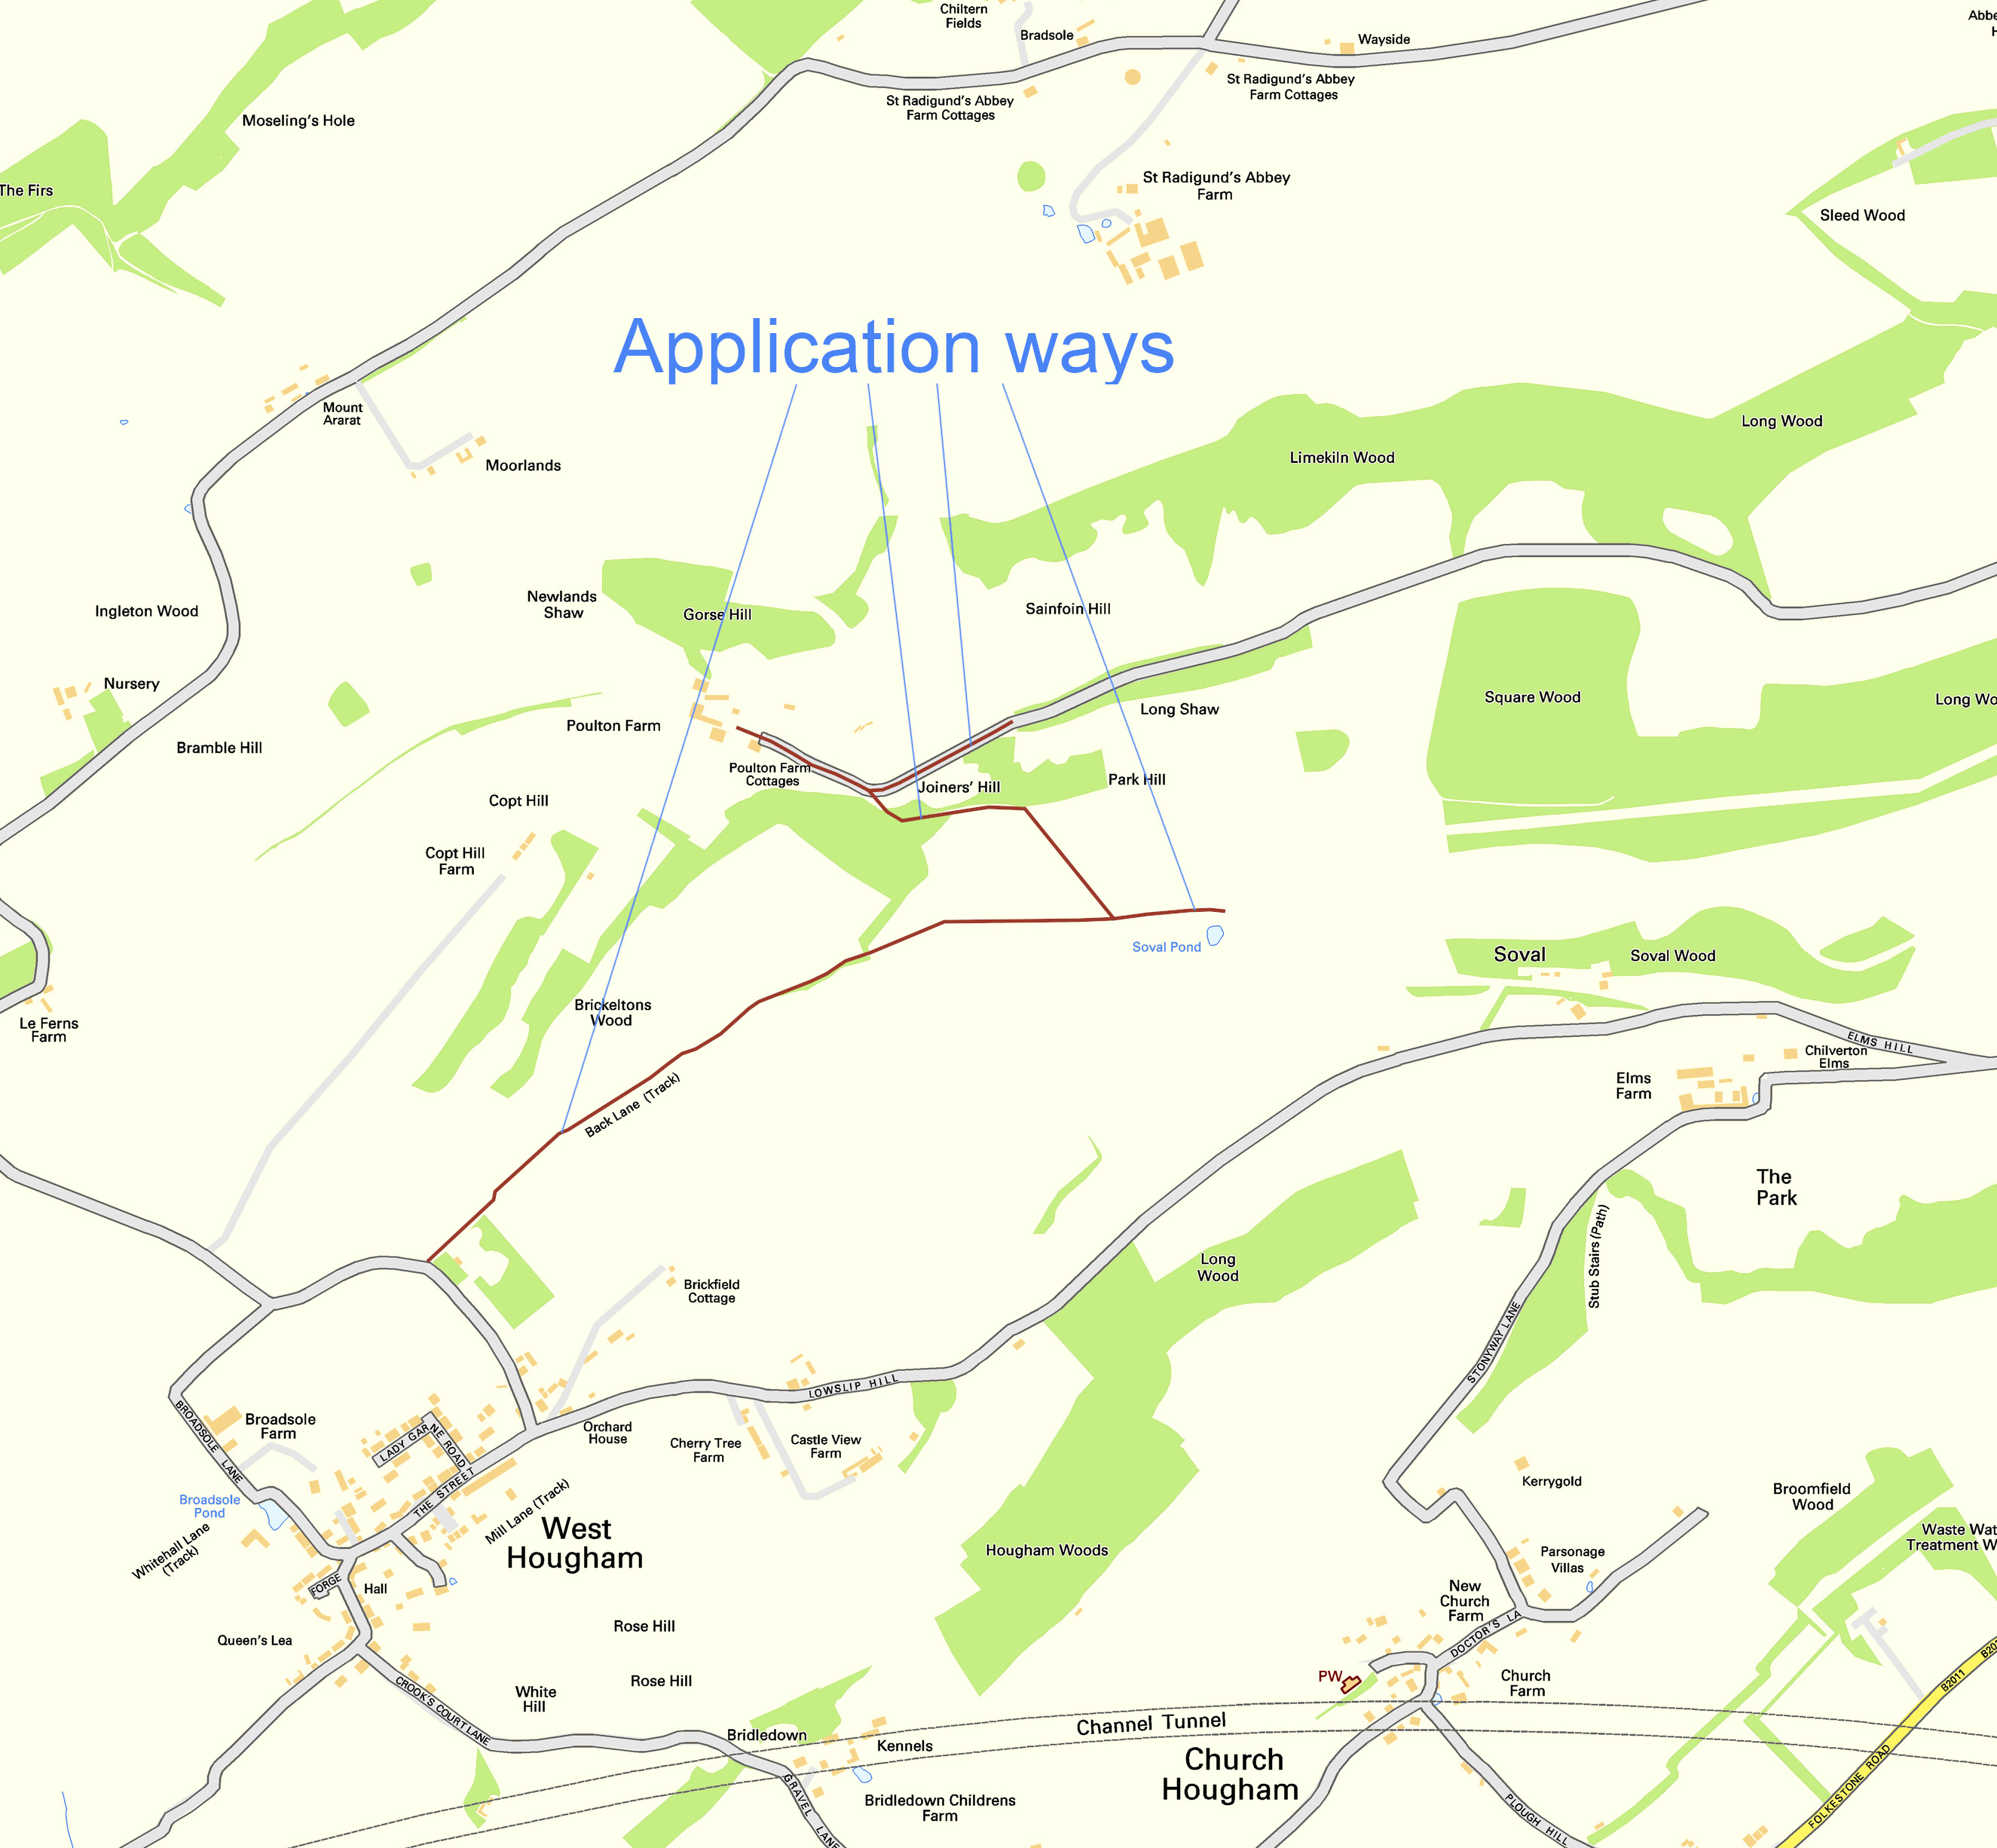 Chiltern
Fields
Bradsole
Wayside
St Radigund's Abbey
Farm Cottages
St Radigund's Abbey
Farm Cottages
Moseling's Hole
The Firs
St Radigund's Abbey
Farm
Sleed Wood
Application ways
Mount
Ararat
Moorlands
Long Wood
Limekiln Wood
Ingleton Wood
Newlands
Shaw
Gorse Hill
Sainfoin Hill
Nursery
Bramble Hill
Poulton Farm
Poulton Farm
Cottages
Long Shaw
Square Wood
Long Wo
Joiners' Hill
Park Hill
Copt Hill
Copt Hill
Farm
Soval Pond
Soval
Soval Wood
Brickeltons
Wood
Le Ferns
Farm
Back Lane (Track)
ELMS HILL
Chilverton
Elms
Elms
Farm
The
Park
Stub Stairs (Path)
Long
Wood
Brickfield
Cottage
STONYWAY LANE
LOWSLIP HILL
BROADSOLE LANE
Broadsole
Farm
LADY GAR
NE ROAD
THE STREET
Orchard
House
Cherry Tree
Farm
Castle View
Farm
Broadsole
Pond
Whitehall Lane
(Track)
Mill Lane (Track)
West
Hougham
Hougham Woods
Kerrygold
Broomfield
Wood
Waste Wat
Treatment W
Parsonage
Villas
FORGE
Hall
New
Church
Farm
DOCTOR'S LA
Queen's Lea
Rose Hill
Rose Hill
White
Hill
CROOK'S COURT LANE
PW
Church
Farm
B2011
Bridledown
Kennels
Channel Tunnel
Church
Hougham
GRAVEL LANE
Bridledown Childrens
Farm
PLOUGH HILL
FOLKESTONE ROAD